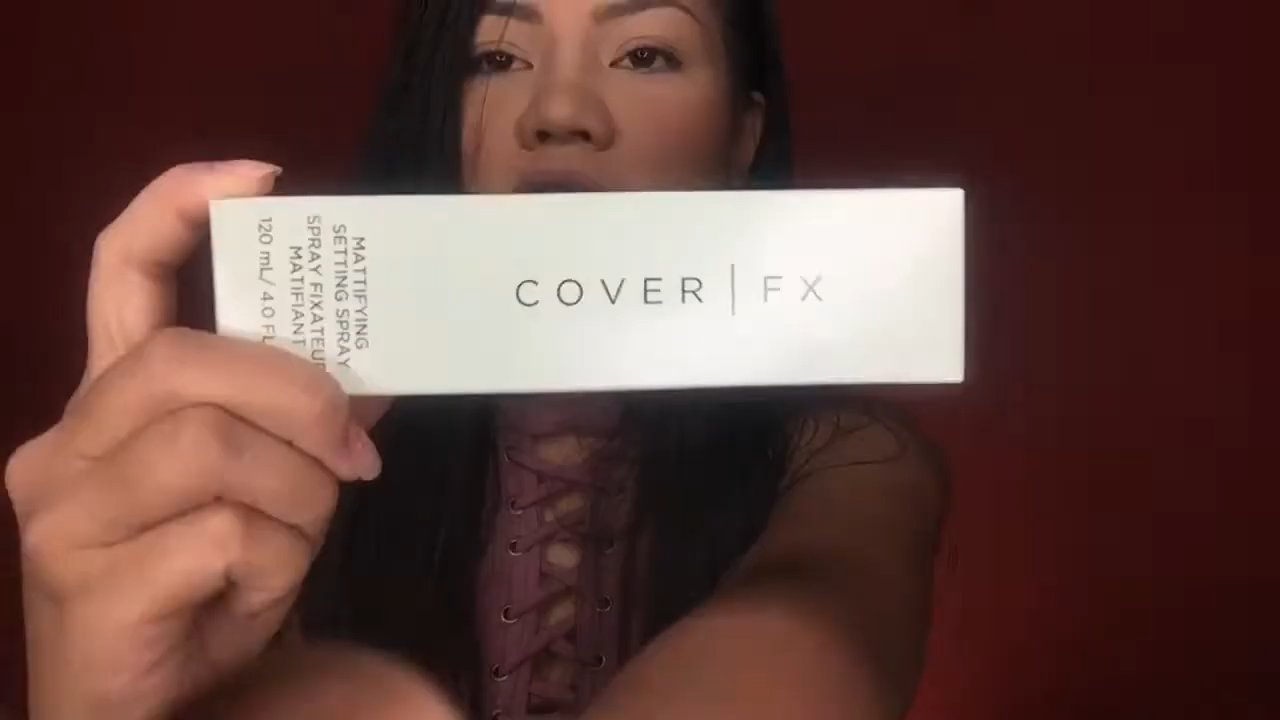 COVER | FX
MATTIFYING
SETTING SPRAY
SPRAY FIXATEUR
MATIFIANT
120 mL/ 4.0 FL